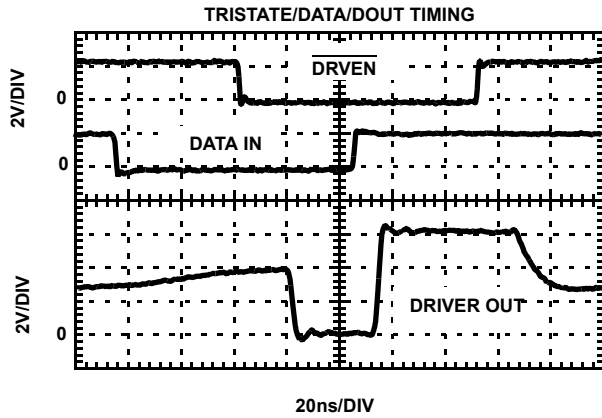 TRISTATE/DATA/DOUT TIMING
DRVEN
2V/DIV
0
DATA IN
0
2V/DIV
DRIVER OUT
0
20ns/DIV